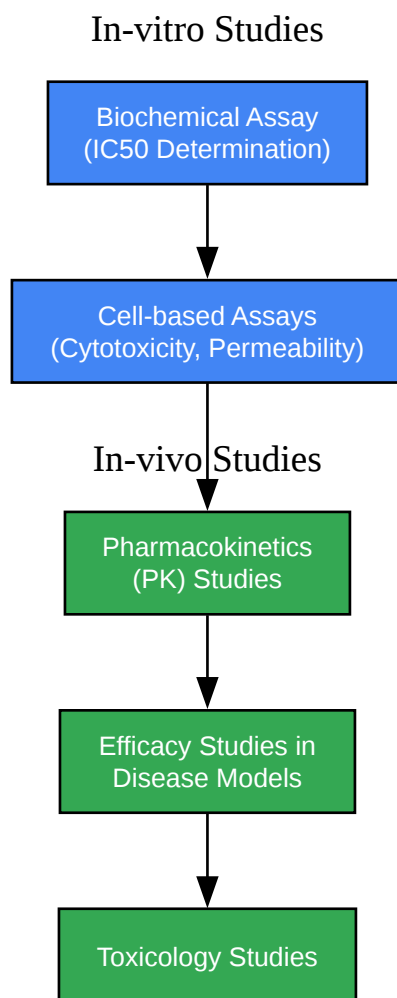 In-vitro Studies
Biochemical Assay
(IC50 Determination)
Cell-based Assays
(Cytotoxicity, Permeability)
In-vivo Studies
Pharmacokinetics
(PK) Studies
Efficacy Studies in
Disease Models
Toxicology Studies